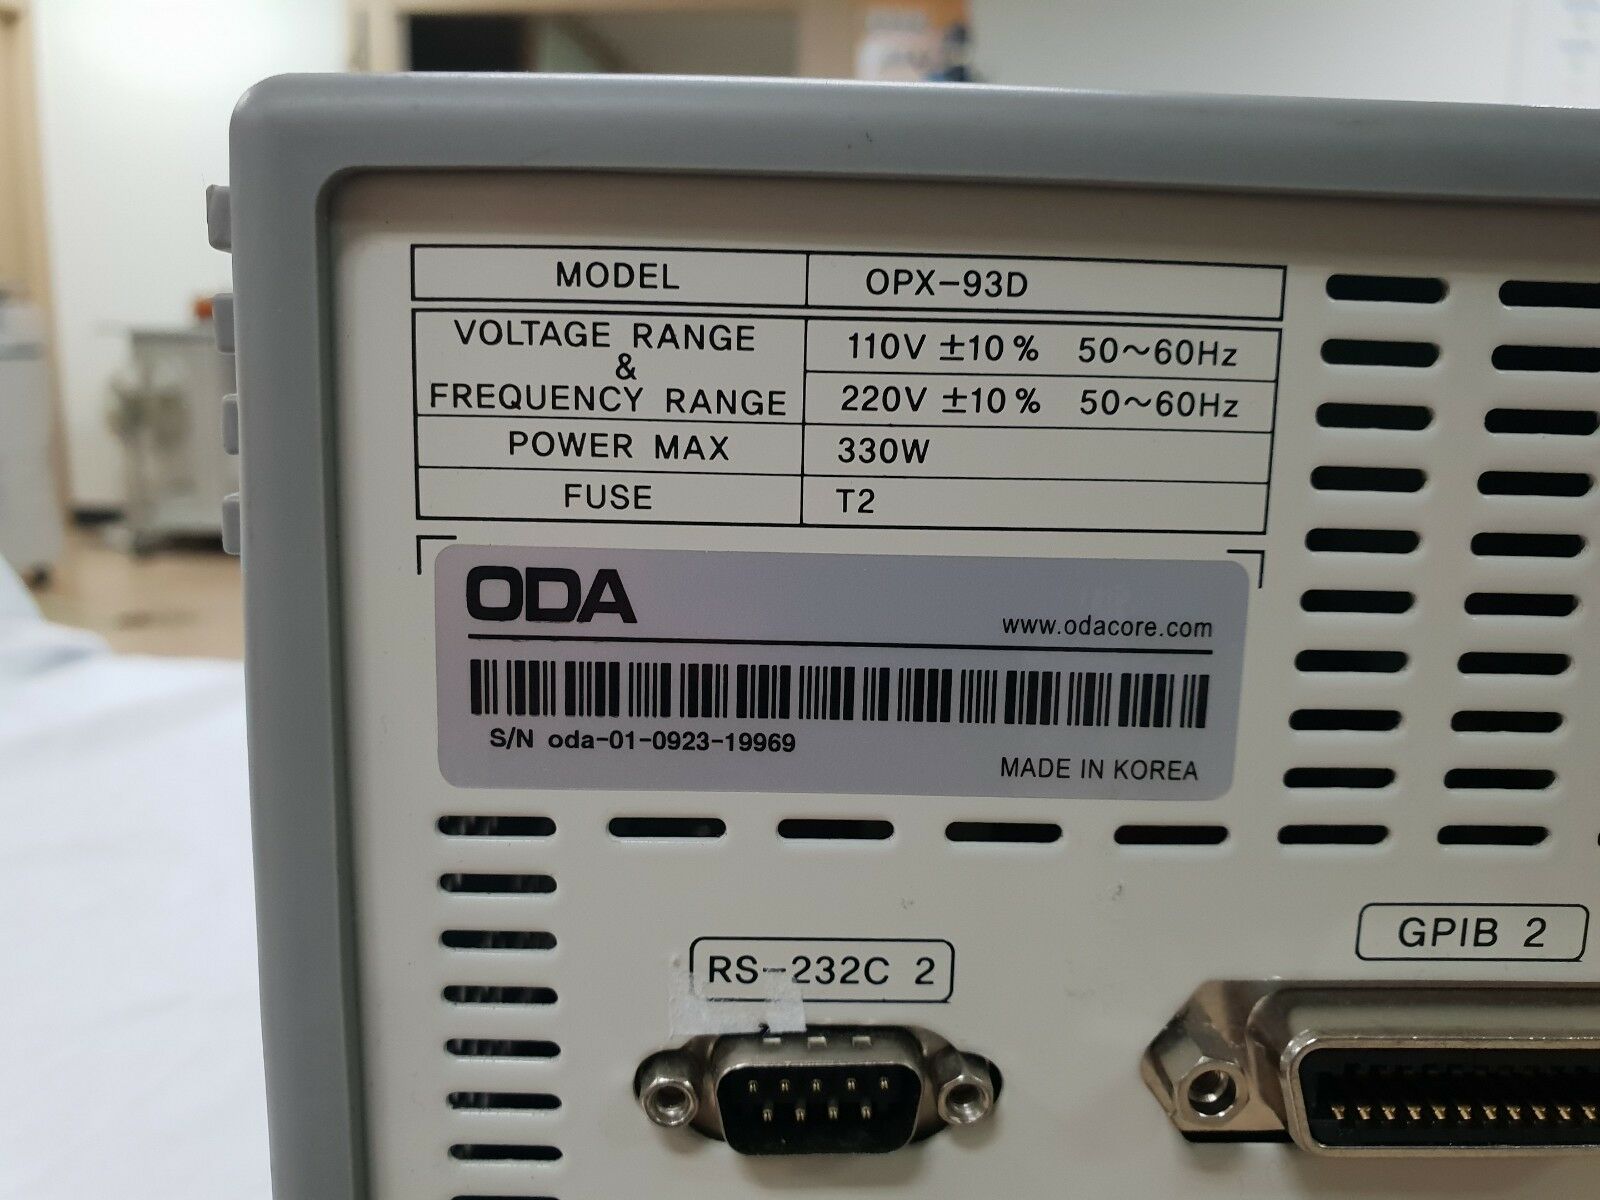 MODEL OPX-93D
VOLTAGE RANGE
&
FREQUENCY RANGE
110V ±10% 50~60Hz
220V ±10% 50~60Hz
POWER MAX 330W
FUSE T2
ODA
www.odacore.com
S/N oda-01-0923-19969
MADE IN KOREA
RS-232C 2
GPIB 2